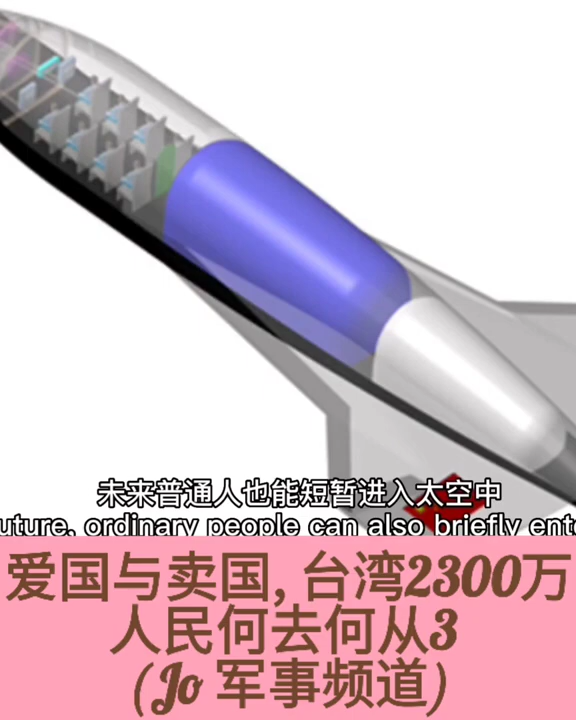 未来普通人也能短暂进入太空中
uture, ordinary people can also briefly ente
爱国与卖国,台湾2300万
人民何去何从3
(Jo 军事频道)